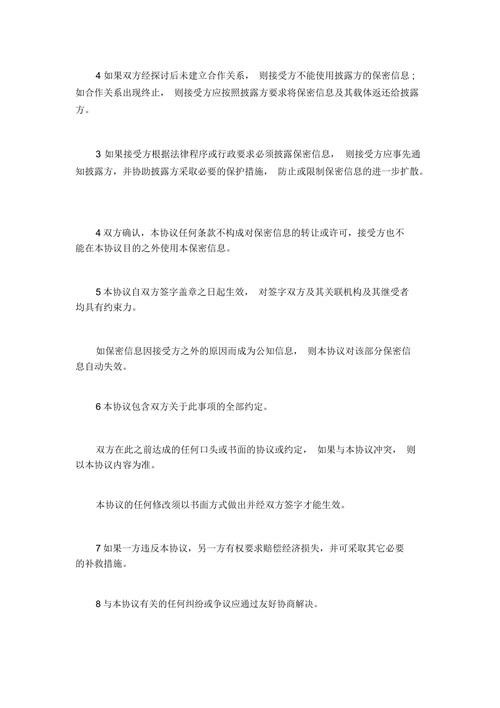 4 如果双方经探讨后未建立合作关系, 则接受方不能使用披露方的保密信息;
如合作关系出现终止, 则接受方应按照披露方要求将保密信息及其载体返还给披露
方。
3 如果接受方根据法律程序或行政要求必须披露保密信息, 则接受方应事先通
知披露方,并协助披露方采取必要的保护措施, 防止或限制保密信息的进一步扩散。
4 双方确认,本协议任何条款不构成对保密信息的转让或许可,接受方也不
能在本协议目的之外使用本保密信息。
5 本协议自双方签字盖章之日起生效, 对签字双方及其关联机构及其继受者
均具有约束力。
如保密信息因接受方之外的原因而成为公知信息, 则本协议对该部分保密信
息自动失效。
6 本协议包含双方关于此事项的全部约定。
双方在此之前达成的任何口头或书面的协议或约定, 如果与本协议冲突, 则
以本协议内容为准。
本协议的任何修改须以书面方式做出并经双方签字才能生效。
7 如果一方违反本协议,另一方有权要求赔偿经济损失,并可采取其它必要
的补救措施。
8 与本协议有关的任何纠纷或争议应通过友好协商解决。